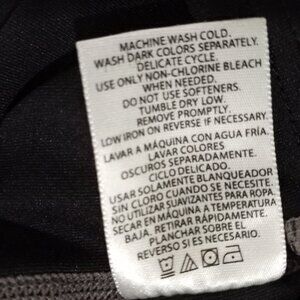 MACHINE WASH COLD.
WASH DARK COLORS SEPARATELY.
DELICATE CYCLE.
USE ONLY NON-CHLORINE BLEACH
WHEN NEEDED.
DO NOT USE SOFTENERS.
TUMBLE DRY LOW.
REMOVE PROMPTLY.
LOW IRON ON REVERSE IF NECESSARY.
LAVAR A MÁQUINA CON AGUA FRÍA.
LAVAR COLORES
OSCUROS SEPARADAMENTE.
CICLO DELICADO.
USAR SOLAMENTE BLANQUEADOR
SIN CLORO CUANDO SE NECESITE.
NO UTILIZAR SUAVIZANTES PARA ROPA.
SECAR EN MÁQUINA A TEMPERATURA
BAJA. RETIRAR RÁPIDAMENTE.
PLANCHAR SOBRE EL
REVERSO SI ES NECESARIO.